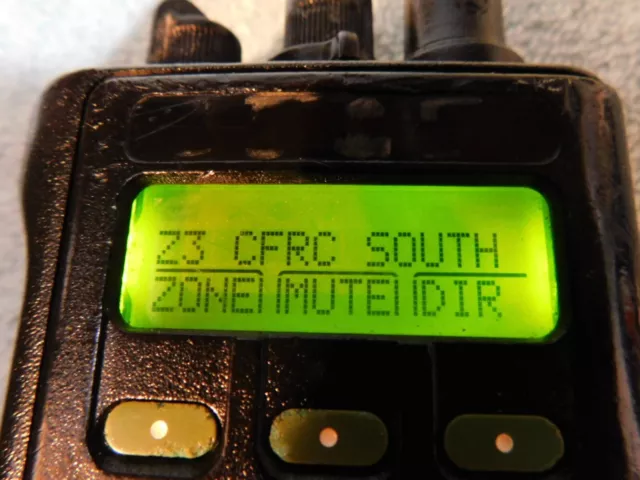 Z3 CFRC SOUTH
ZONE MUTE DIR